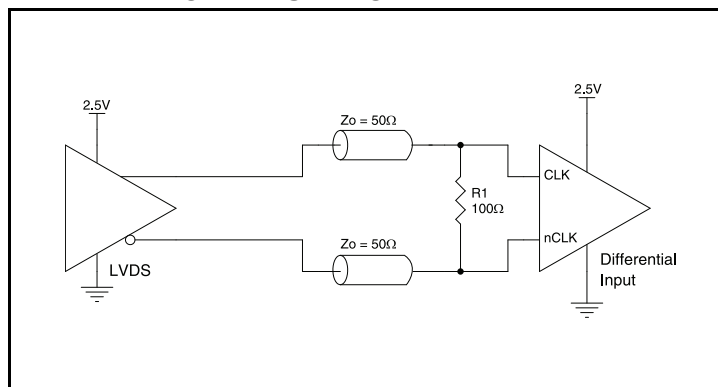 2.5V
2.5V
Zo = 50Ω
CLK
R1
100Ω
nCLK
Zo = 50Ω
LVDS
Differential
Input